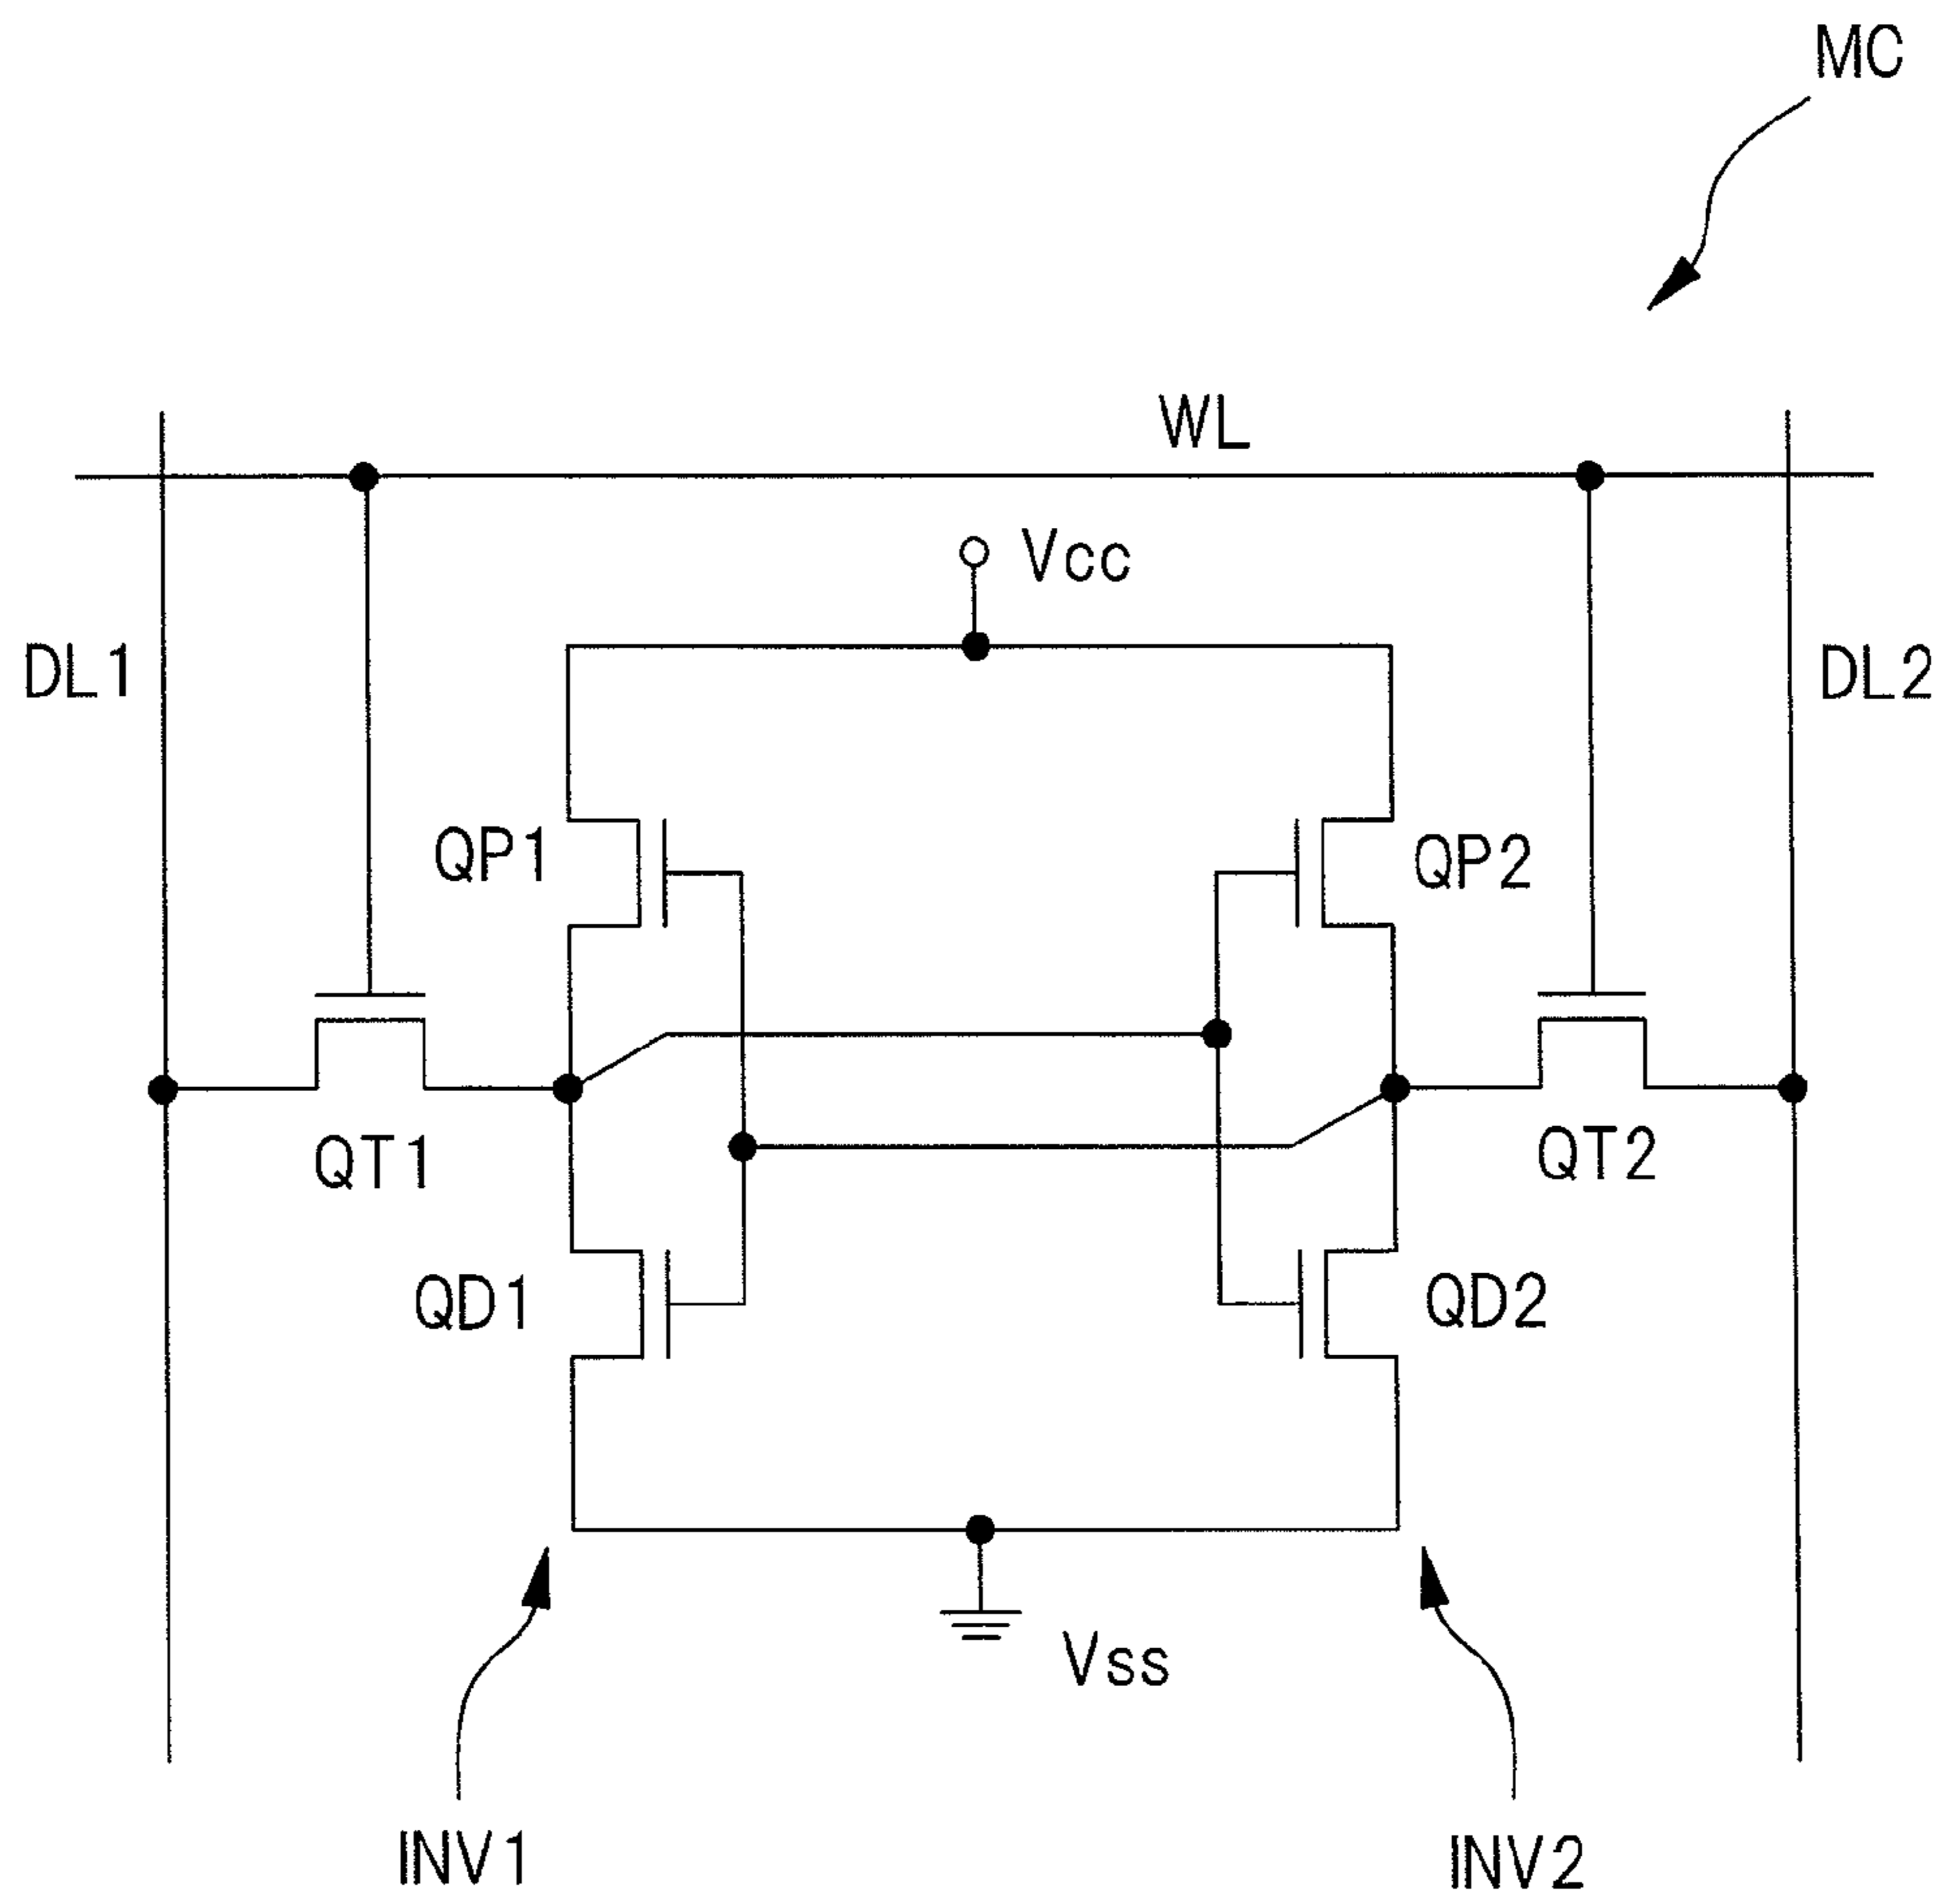 MC
WL
Vcc
DL1
DL2
QP1
QP2
QT1
QT2
QD1
QD2
Vss
INV1
INV2